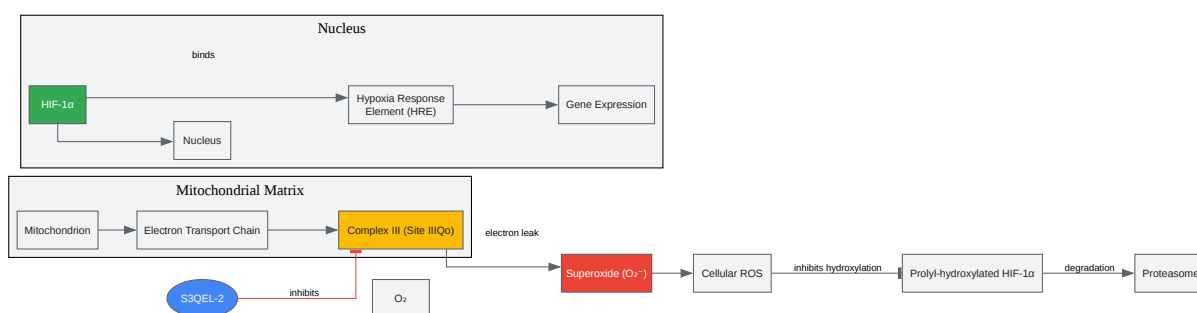 Nucleus
binds
HIF-1α
Hypoxia Response
Element (HRE)
Gene Expression
Nucleus
Mitochondrial Matrix
Mitochondrion
Electron Transport Chain
Complex III (Site IIIQo)
electron leak
Superoxide (O₂⁻)
Cellular ROS
inhibits hydroxylation
Prolyl-hydroxylated HIF-1α
degradation
Proteasome
S3QEL-2
inhibits
O₂